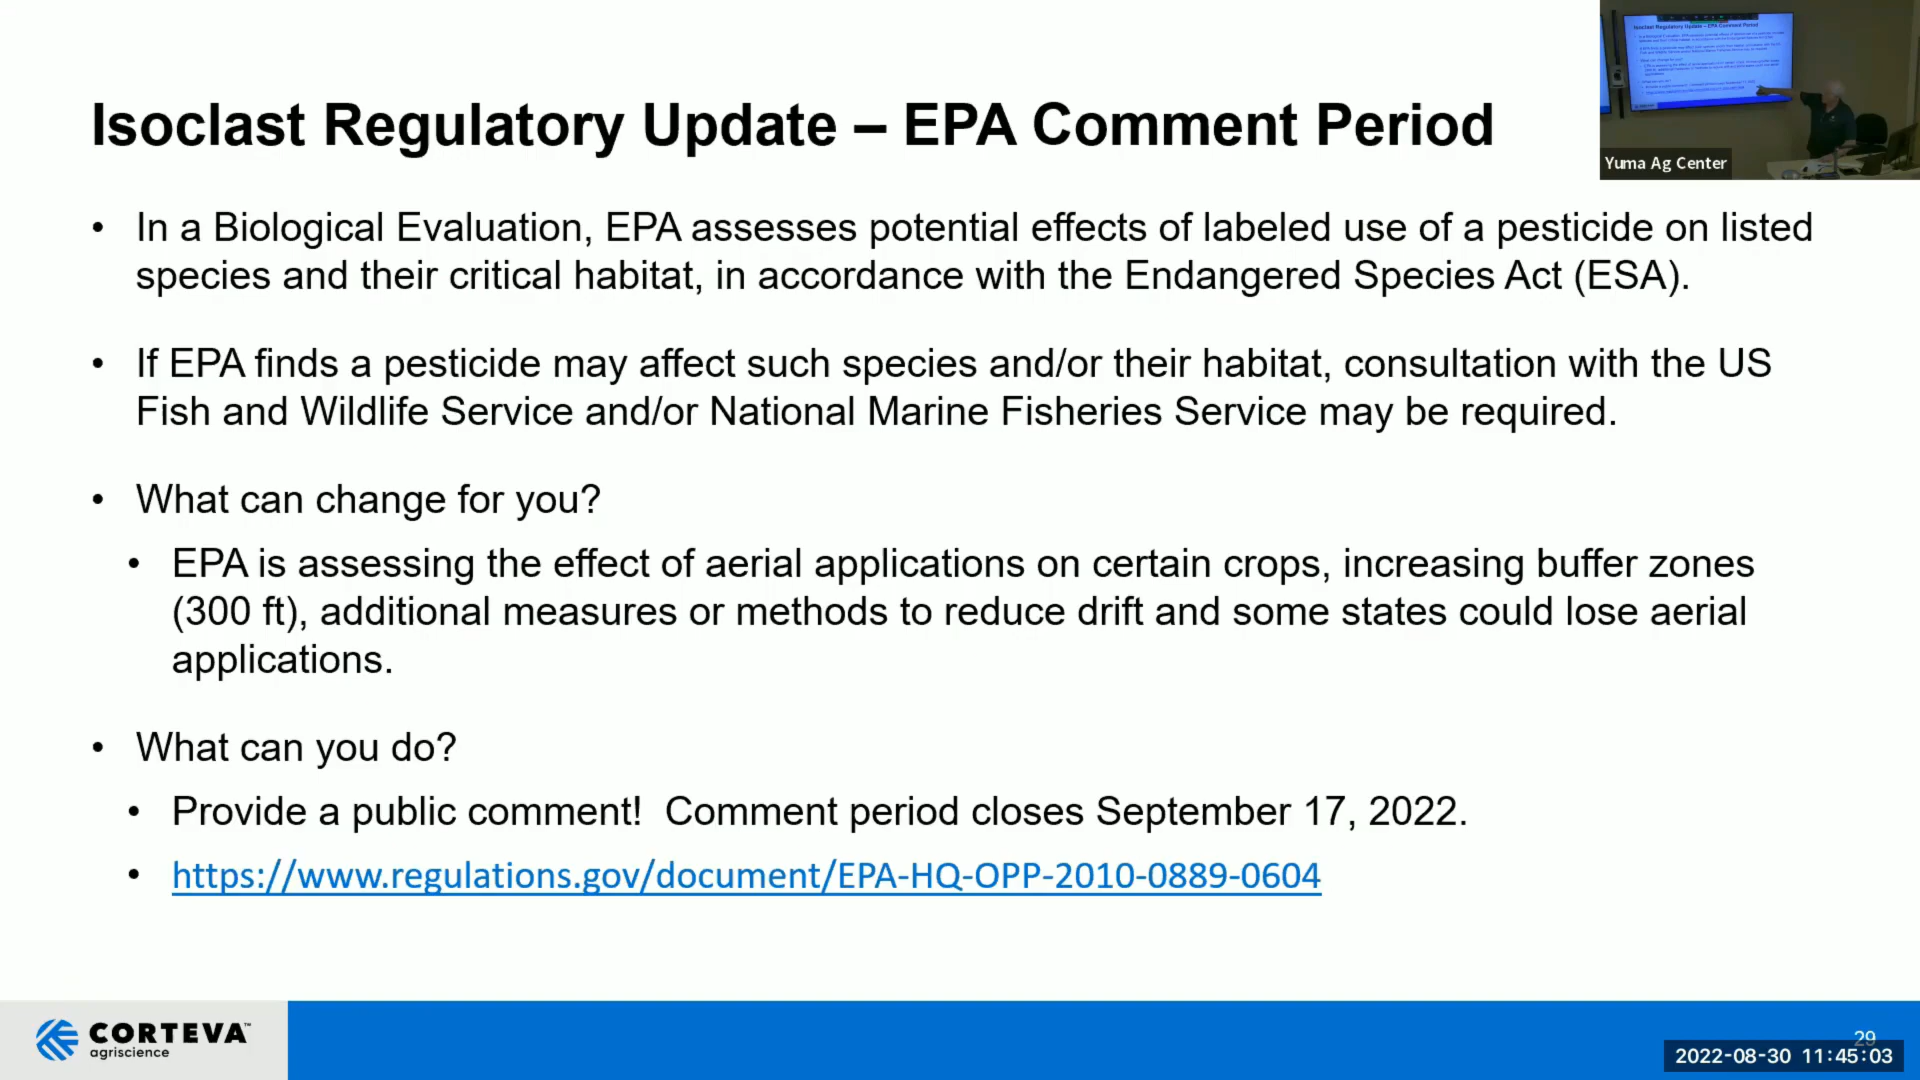 Isoclast Regulatory Update – EPA Comment Period
Yuma Ag Center
• In a Biological Evaluation, EPA assesses potential effects of labeled use of a pesticide on listed
species and their critical habitat, in accordance with the Endangered Species Act (ESA).
• If EPA finds a pesticide may affect such species and/or their habitat, consultation with the US
Fish and Wildlife Service and/or National Marine Fisheries Service may be required.
• What can change for you?
• EPA is assessing the effect of aerial applications on certain crops, increasing buffer zones
(300 ft), additional measures or methods to reduce drift and some states could lose aerial
applications.
• What can you do?
• Provide a public comment!  Comment period closes September 17, 2022.
• https://www.regulations.gov/document/EPA-HQ-OPP-2010-0889-0604
CORTEVA™
agriscience
29
2022-08-30 11:45:03